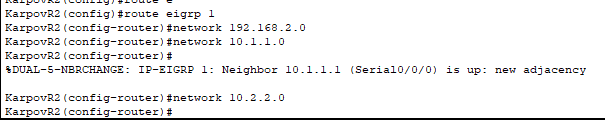 KarpovR2(config)#route e
KarpovR2(config)#route eigrp 1
KarpovR2(config-router)#network 192.168.2.0
KarpovR2(config-router)#network 10.1.1.0
KarpovR2(config-router)#
%DUAL-5-NBRCHANGE: IP-EIGRP 1: Neighbor 10.1.1.1 (Serial0/0/0) is up: new adjacency
KarpovR2(config-router)#network 10.2.2.0
KarpovR2(config-router)#